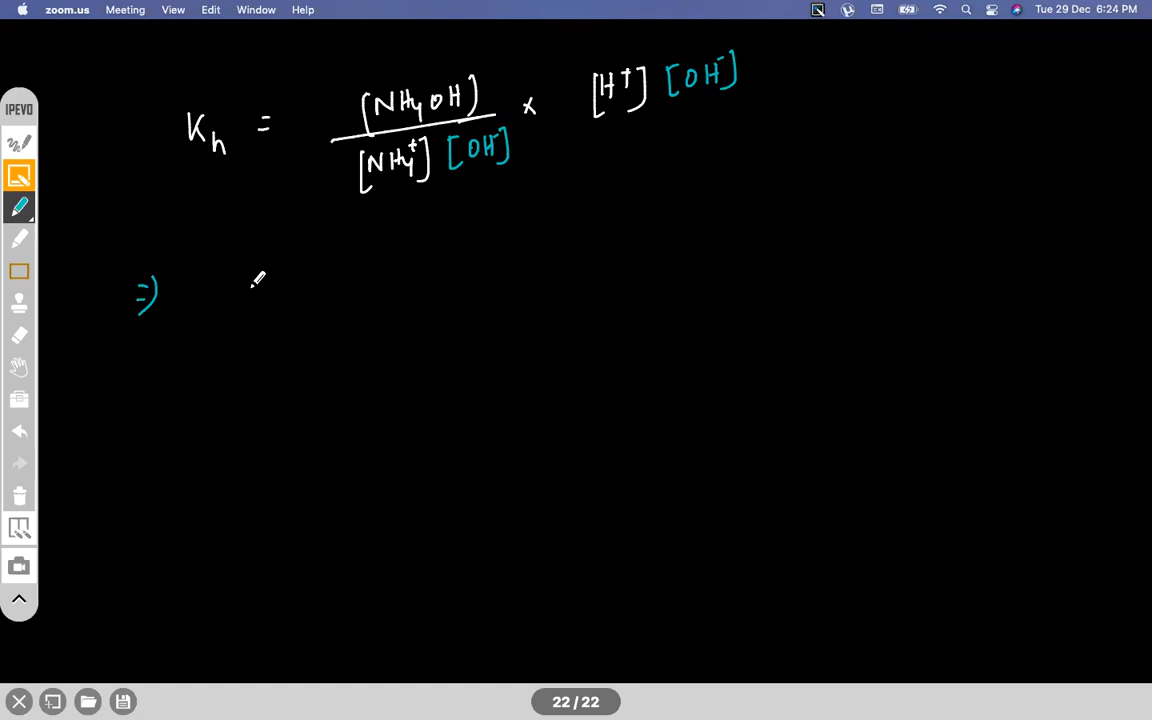 zoom.us Meeting View Edit Window Help Tue 29 Dec 6:24 PM
IPEVO
K_h = [NH₄OH] / [NH₄⁺] [OH⁻] × [H⁺] [OH⁻]
⇒
22 / 22